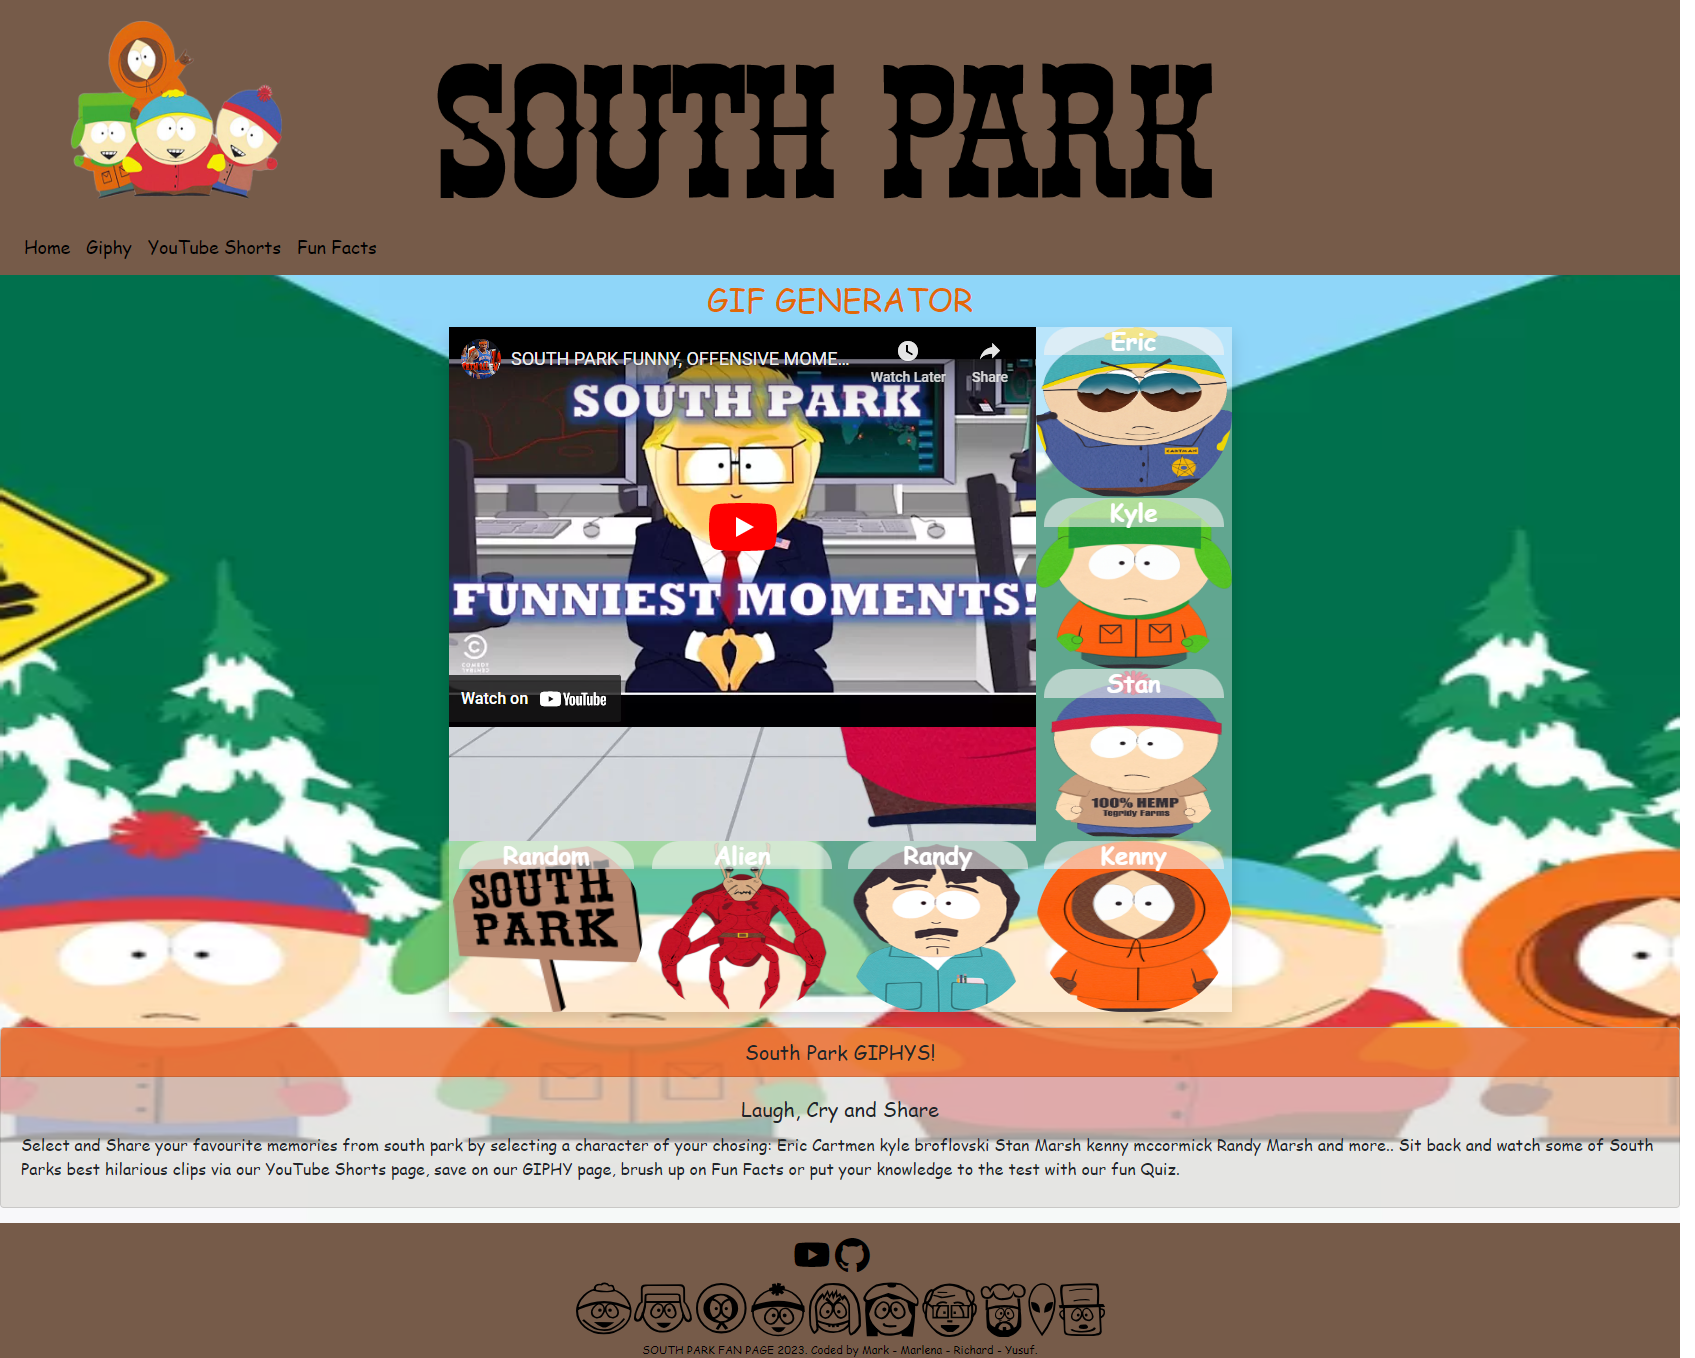 SOUTH PARK
Home Giphy YouTube Shorts Fun Facts
GIF GENERATOR
SOUTH PARK FUNNY, OFFENSIVE MOME...
Watch Later Share
SOUTH PARK
FUNNIEST MOMENTS!
COMEDY
CENTRAL
Watch on YouTube
Eric
CARTMAN
Kyle
Stan
100% HEMP
Tegridy Farms
Random Alien Randy Kenny
SOUTH
PARK
South Park GIPHYS!
Laugh, Cry and Share
Select and Share your favourite memories from south park by selecting a character of your chosing: Eric Cartmen kyle broflovski Stan Marsh kenny mccormick Randy Marsh and more.. Sit back and watch some of South
Parks best hilarious clips via our YouTube Shorts page, save on our GIPHY page, brush up on Fun Facts or put your knowledge to the test with our fun Quiz.
SOUTH PARK FAN PAGE 2023. Coded by Mark - Marlena - Richard - Yusuf.